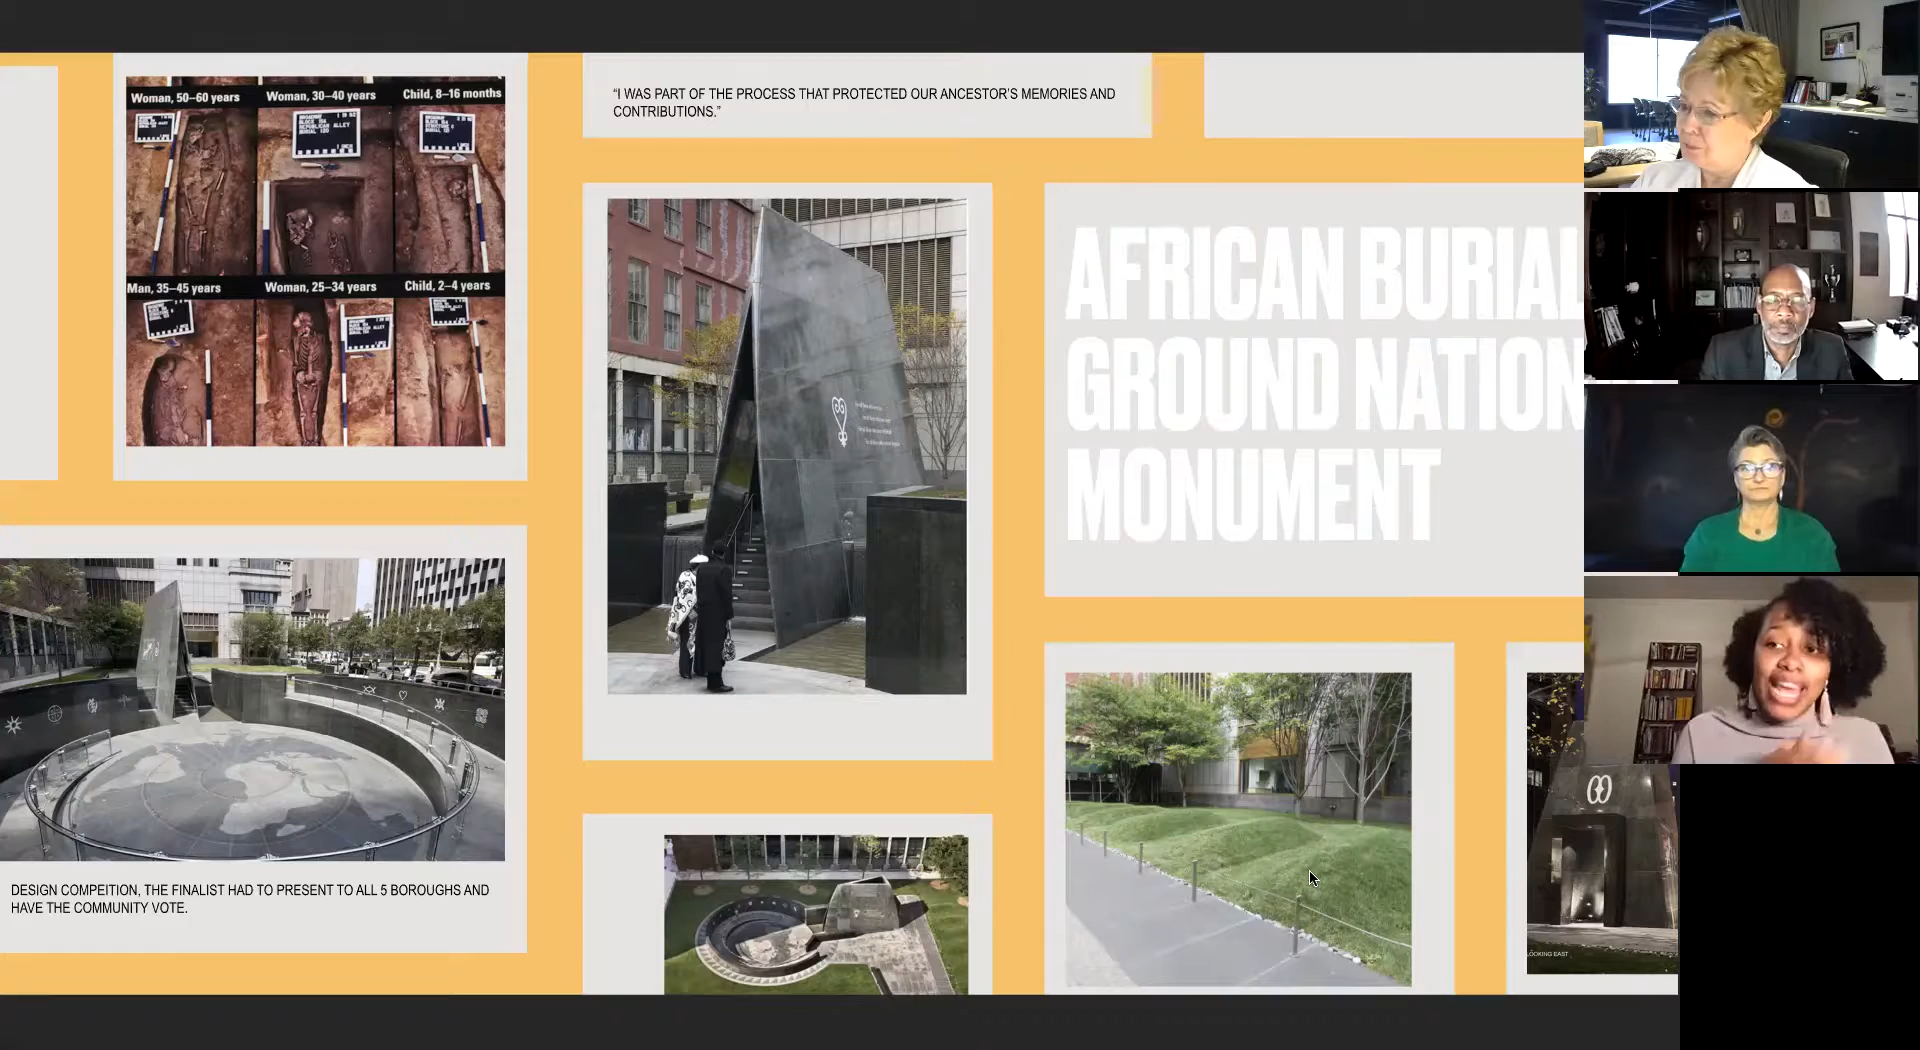 Woman, 50–60 years
Woman, 30–40 years
Child, 8–16 months
Man, 35–45 years
Woman, 25–34 years
Child, 2–4 years
“I WAS PART OF THE PROCESS THAT PROTECTED OUR ANCESTOR’S MEMORIES AND
CONTRIBUTIONS.”
AFRICAN BURIAL
GROUND NATION
MONUMENT
DESIGN COMPEITION, THE FINALIST HAD TO PRESENT TO ALL 5 BOROUGHS AND
HAVE THE COMMUNITY VOTE.
LOOKING EAST